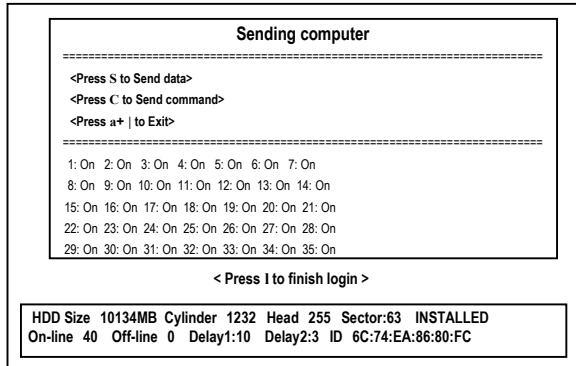 Sending computer
================================================================================
<Press S to Send data>
<Press C to Send command>
<Press a+ | to Exit>
================================================================================
1: On 2: On 3: On 4: On 5: On 6: On 7: On
8: On 9: On 10: On 11: On 12: On 13: On 14: On
15: On 16: On 17: On 18: On 19: On 20: On 21: On
22: On 23: On 24: On 25: On 26: On 27: On 28: On
29: On 30: On 31: On 32: On 33: On 34: On 35: On
< Press I to finish login >
HDD Size 10134MB Cylinder 1232 Head 255 Sector:63 INSTALLED
On-line 40 Off-line 0 Delay1:10 Delay2:3 ID 6C:74:EA:86:80:FC